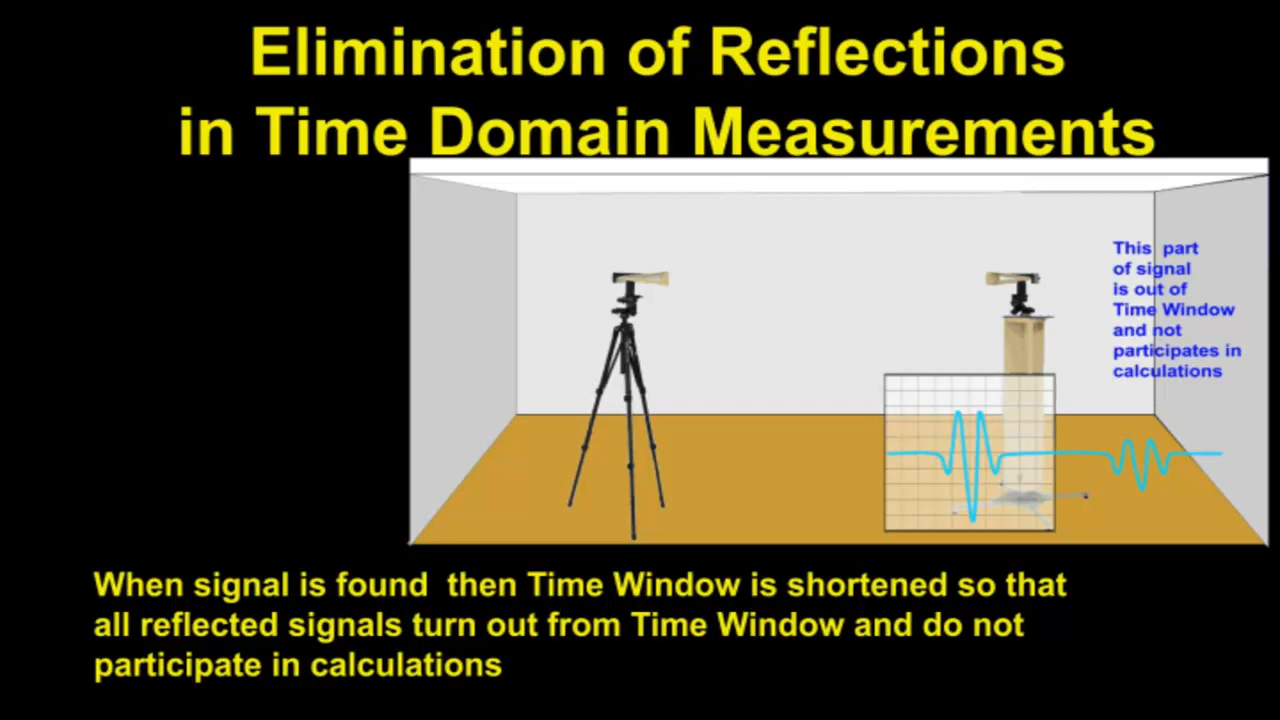 Elimination of Reflections
in Time Domain Measurements
This part
of signal
is out of
Time Window
and not
participates in
calculations
When signal is found then Time Window is shortened so that
all reflected signals turn out from Time Window and do not
participate in calculations